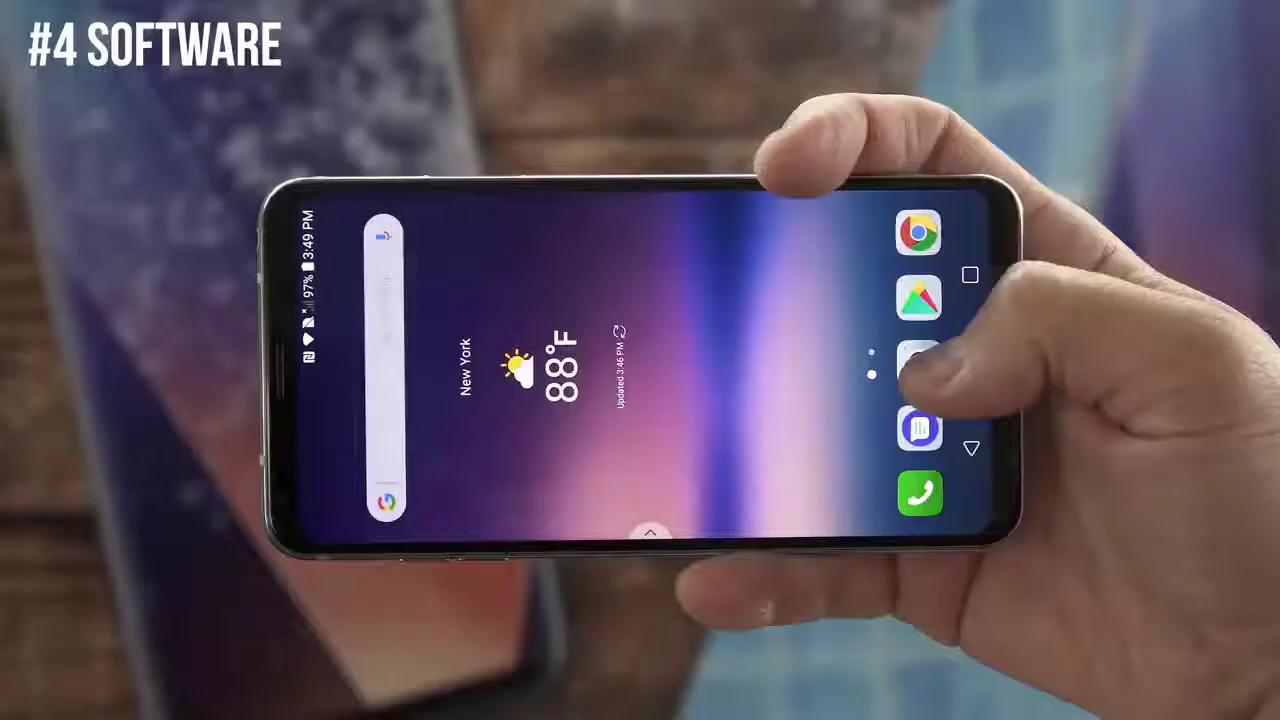 #4 SOFTWARE
97% 3:49 PM
New York
88°F
Updated 3:46 PM